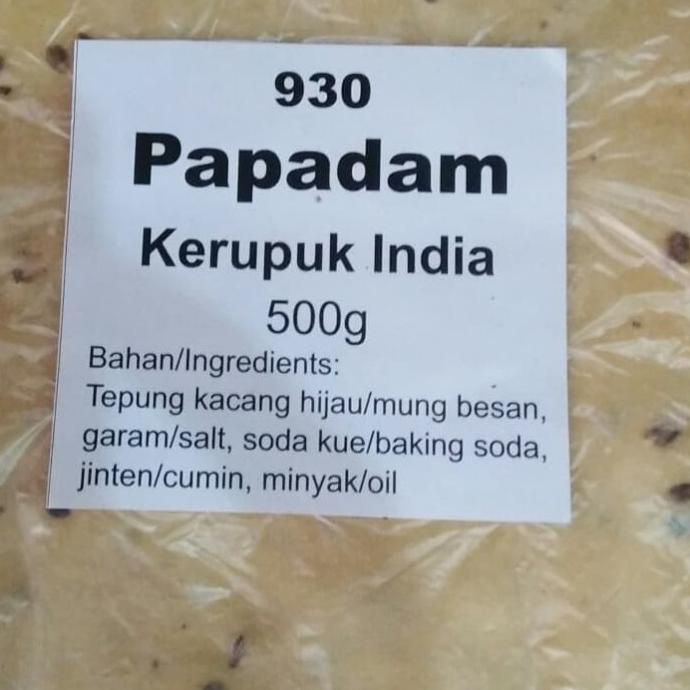 930
Papadam
Kerupuk India
500g
Bahan/Ingredients:
Tepung kacang hijau/mung besan,
garam/salt, soda kue/baking soda,
jinten/cumin, minyak/oil